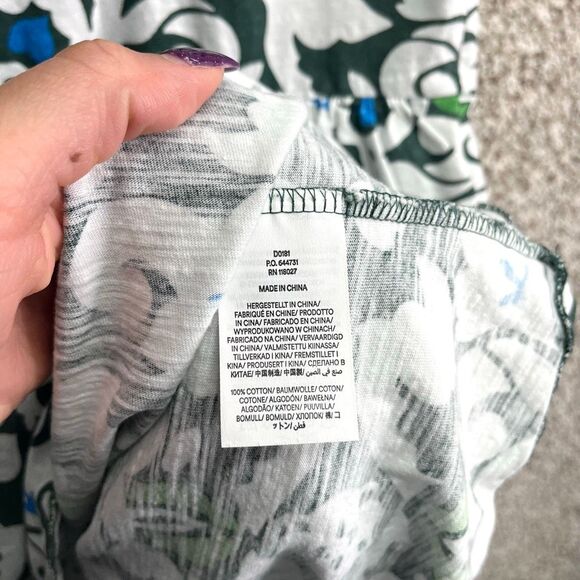 D0181
P.O. 644731
RN 118027
MADE IN CHINA
HERGESTELLT IN CHINA/
FABRIQUÉ EN CHINE/ PRODOTTO
IN CINA/ FABRICADO EN CHINA/
WYPRODUKOWANO W CHINACH/
FABRICADO NA CHINA/ VERVAARDIGD
IN CHINA/ VALMISTETTU KIINASSA/
TILLVERKAD I KINA/ FREMSTILLET I
KINA/ PRODUSERT I KINA/ СДЕЛАНО В
КИТАЕ/ 中国制造/ 中国製/ صنع في الصين
100% COTTON/ BAUMWOLLE/ COTON/
COTONE/ ALGODÓN/ BAWEŁNA/
ALGODÃO/ KATOEN/ PUUVILLA/
BOMULL/ BOMULD/ ХЛОПОК/ 棉/ コ
ットン/ قطن